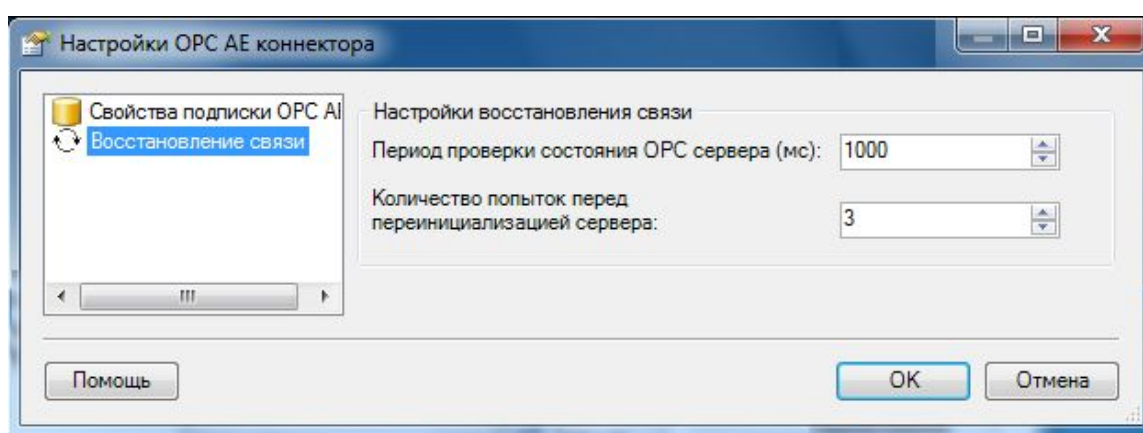 Настройки OPC AE коннектора
Свойства подписки OPC AE
Восстановление связи
Настройки восстановления связи
Период проверки состояния OPC сервера (мс): 1000
Количество попыток перед
переинициализацией сервера: 3
Помощь
OK
Отмена